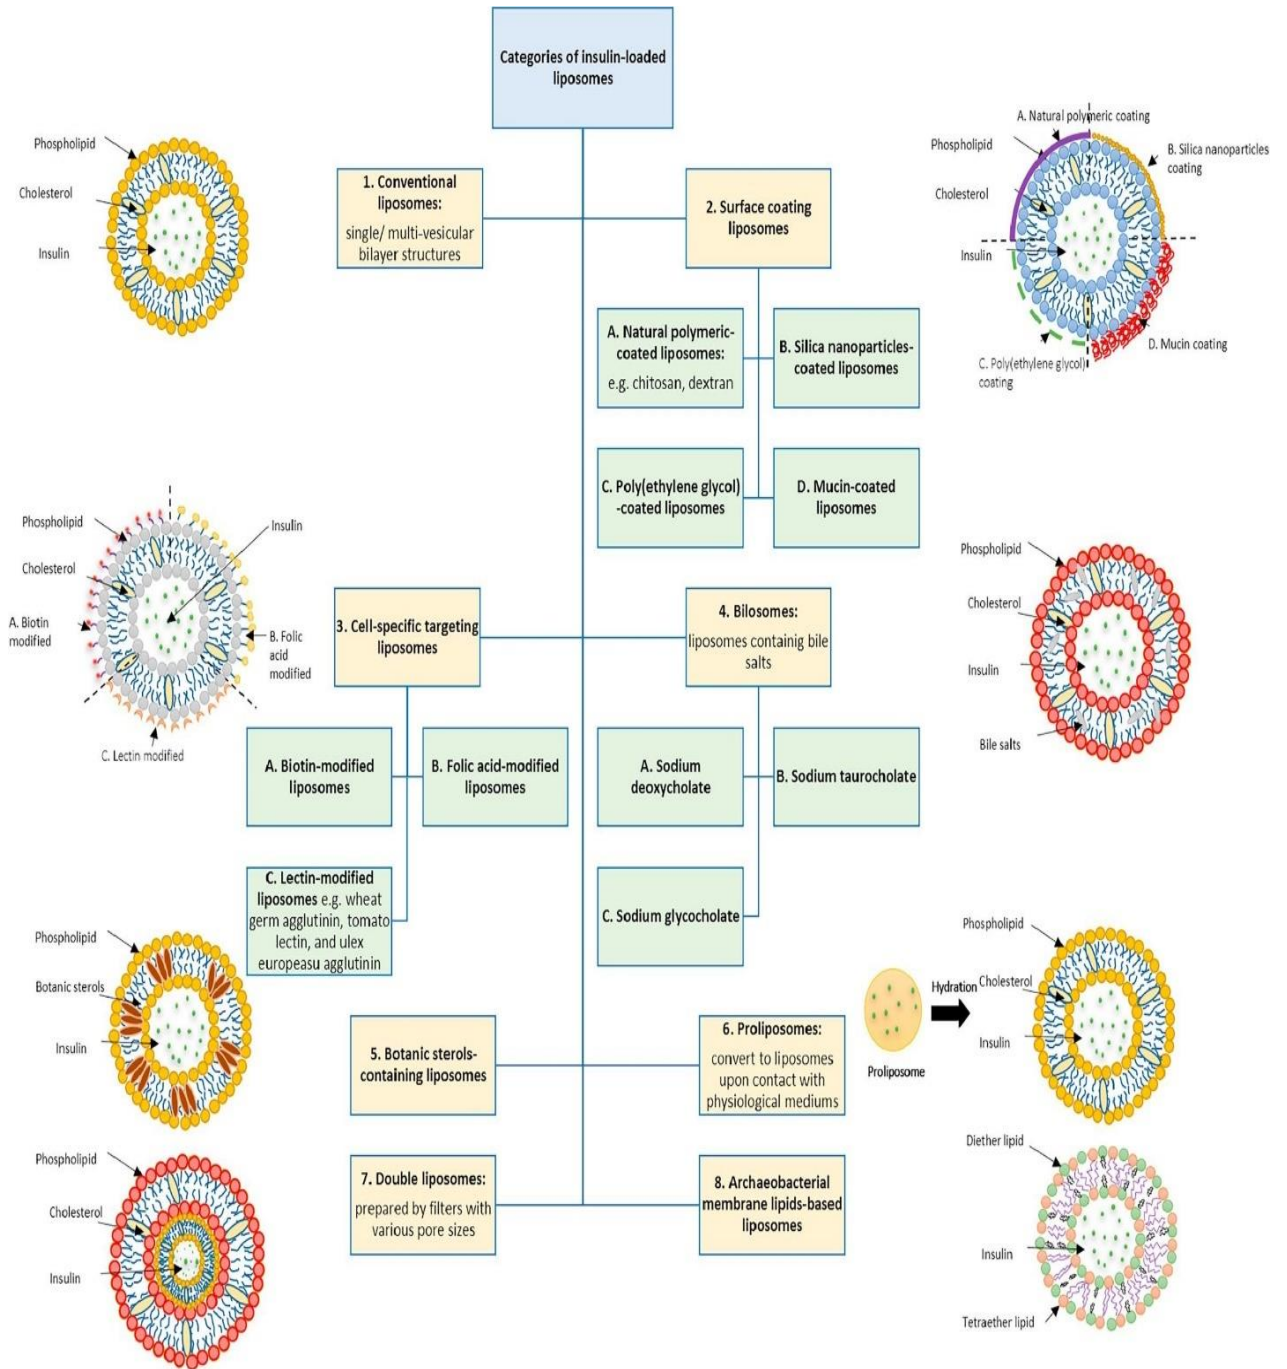 Categories of insulin-loaded
liposomes
Phospholipid
Cholesterol
Insulin
1. Conventional
liposomes:
single/ multi-vesicular
bilayer structures
2. Surface coating
liposomes
A. Natural polymeric coating
Phospholipid
B. Silica nanoparticles
coating
Cholesterol
Insulin
D. Mucin coating
C. Poly(ethylene glycol)
coating
A. Natural polymeric-
coated liposomes:
e.g. chitosan, dextran
B. Silica nanoparticles-
coated liposomes
C. Poly(ethylene glycol)
-coated liposomes
D. Mucin-coated
liposomes
Phospholipid
Insulin
Cholesterol
A. Biotin
modified
B. Folic
acid
modified
C. Lectin modified
3. Cell-specific targeting
liposomes
4. Bilosomes:
liposomes containig bile
salts
Phospholipid
Cholesterol
Insulin
Bile salts
A. Biotin-modified
liposomes
B. Folic acid-modified
liposomes
A. Sodium
deoxycholate
B. Sodium taurocholate
C. Lectin-modified
liposomes e.g. wheat
germ agglutinin, tomato
lectin, and ulex
europeasu agglutinin
C. Sodium glycocholate
Phospholipid
Botanic sterols
Insulin
5. Botanic sterols-
containing liposomes
6. Proliposomes:
convert to liposomes
upon contact with
physiological mediums
Proliposome
Hydration
Phospholipid
Cholesterol
Insulin
Phospholipid
Cholesterol
Insulin
7. Double liposomes:
prepared by filters with
various pore sizes
8. Archaeobacterial
membrane lipids-based
liposomes
Diether lipid
Insulin
Tetraether lipid